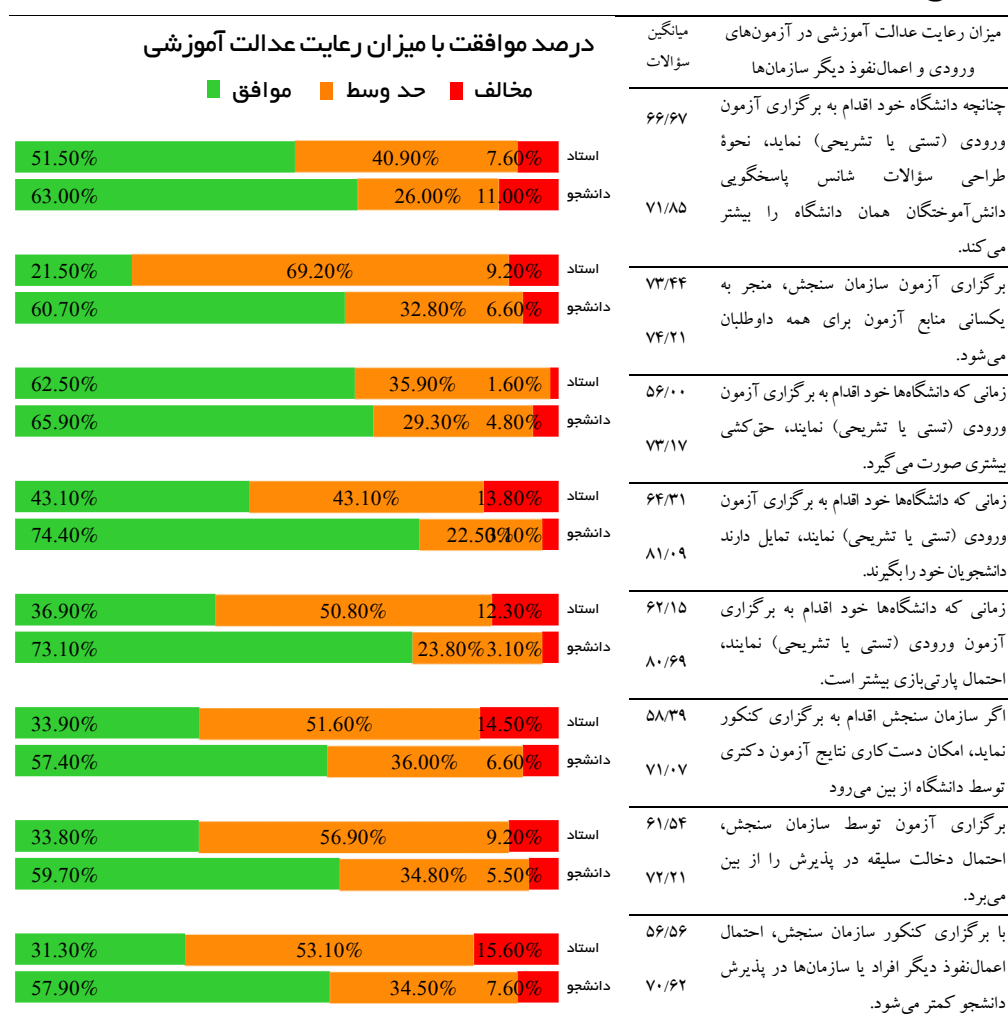 میزان رعایت عدالت آموزشی در آزمون‌های
ورودی و اعمال‌نفوذ دیگر سازمان‌ها
میانگین
سؤالات
درصد موافقت با میزان رعایت عدالت آموزشی
مخالف حد وسط موافق
چنانچه دانشگاه خود اقدام به برگزاری آزمون
ورودی (تستی یا تشریحی) نماید، نحوهٔ
طراحی سؤالات شانس پاسخگویی
دانش‌آموختگان همان دانشگاه را بیشتر
می‌کند.
۶۶/۶۷
۷۱/۸۵
استاد 7.60% 40.90% 51.50%
دانشجو 11.00% 26.00% 63.00%
برگزاری آزمون سازمان سنجش، منجر به
یکسانی منابع آزمون برای همه داوطلبان
می‌شود.
۷۳/۴۴
۷۴/۲۱
استاد 9.20% 69.20% 21.50%
دانشجو 6.60% 32.80% 60.70%
زمانی که دانشگاه‌ها خود اقدام به برگزاری آزمون
ورودی (تستی یا تشریحی) نمایند، حق‌کشی
بیشتری صورت می‌گیرد.
۵۶/۰۰
۷۳/۱۷
استاد 1.60% 35.90% 62.50%
دانشجو 4.80% 29.30% 65.90%
زمانی که دانشگاه‌ها خود اقدام به برگزاری آزمون
ورودی (تستی یا تشریحی) نمایند، تمایل دارند
دانشجویان خود را بگیرند.
۶۴/۳۱
۸۱/۰۹
استاد 13.80% 43.10% 43.10%
دانشجو 3.10% 22.50% 74.40%
زمانی که دانشگاه‌ها خود اقدام به برگزاری
آزمون ورودی (تستی یا تشریحی) نمایند،
احتمال پارتی‌بازی بیشتر است.
۶۲/۱۵
۸۰/۶۹
استاد 12.30% 50.80% 36.90%
دانشجو 3.10% 23.80% 73.10%
اگر سازمان سنجش اقدام به برگزاری کنکور
نماید، امکان دست‌کاری نتایج آزمون دکتری
توسط دانشگاه از بین می‌رود
۵۸/۳۹
۷۱/۰۷
استاد 14.50% 51.60% 33.90%
دانشجو 6.60% 36.00% 57.40%
برگزاری آزمون توسط سازمان سنجش،
احتمال دخالت سلیقه در پذیرش را از بین
می‌برد.
۶۱/۵۴
۷۲/۲۱
استاد 9.20% 56.90% 33.80%
دانشجو 5.50% 34.80% 59.70%
با برگزاری کنکور سازمان سنجش، احتمال
اعمال‌نفوذ دیگر افراد یا سازمان‌ها در پذیرش
دانشجو کمتر می‌شود.
۵۶/۵۶
۷۰/۶۲
استاد 15.60% 53.10% 31.30%
دانشجو 7.60% 34.50% 57.90%